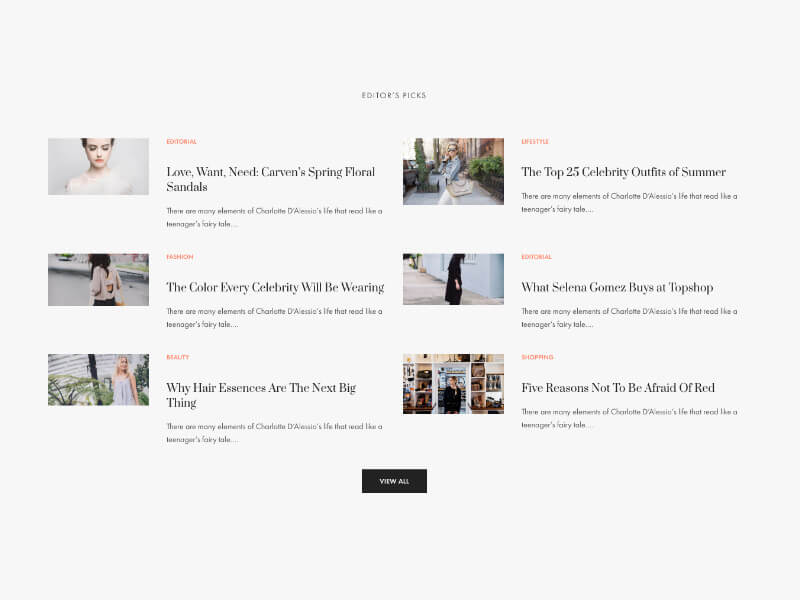 EDITOR'S PICKS
EDITORIAL
Love, Want, Need: Carven's Spring Floral
Sandals
There are many elements of Charlotte D'Alessio's life that read like a
teenager's fairy tale....
LIFESTYLE
The Top 25 Celebrity Outfits of Summer
There are many elements of Charlotte D'Alessio's life that read like a
teenager's fairy tale....
FASHION
The Color Every Celebrity Will Be Wearing
There are many elements of Charlotte D'Alessio's life that read like a
teenager's fairy tale....
EDITORIAL
What Selena Gomez Buys at Topshop
There are many elements of Charlotte D'Alessio's life that read like a
teenager's fairy tale....
BEAUTY
Why Hair Essences Are The Next Big
Thing
There are many elements of Charlotte D'Alessio's life that read like a
teenager's fairy tale....
SHOPPING
Five Reasons Not To Be Afraid Of Red
There are many elements of Charlotte D'Alessio's life that read like a
teenager's fairy tale....
VIEW ALL